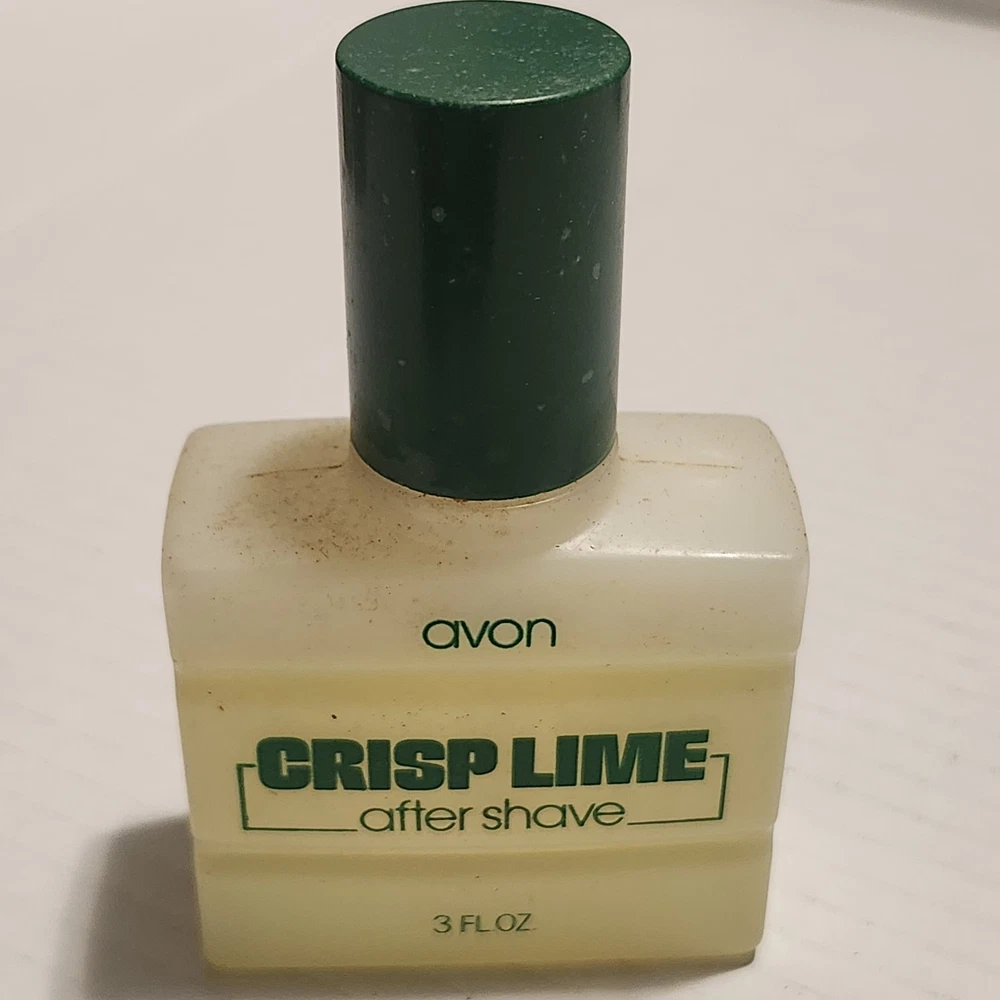 avon
CRISP LIME
after shave
3 FL.OZ.